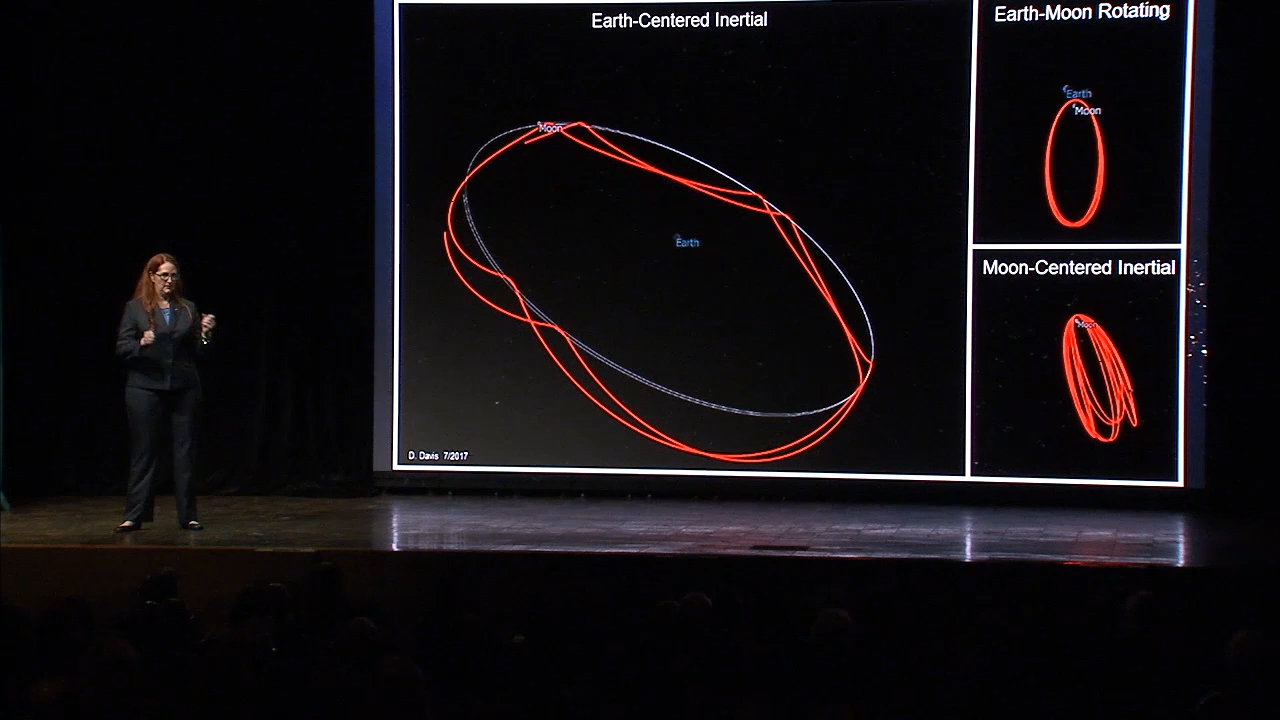 Earth-Centered Inertial
Moon
Earth
D. Davis 7/2017
Earth-Moon Rotating
Earth
Moon
Moon-Centered Inertial
Moon